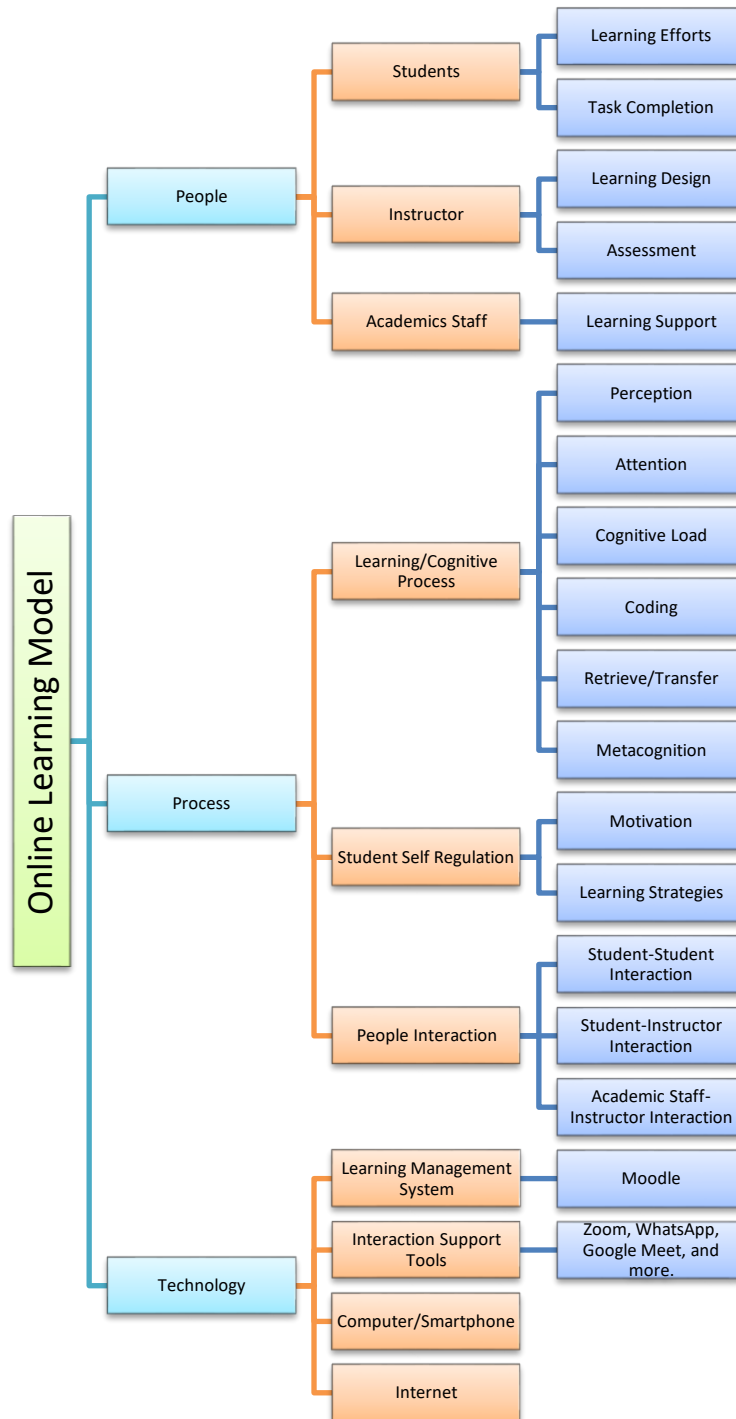 Online Learning Model
People
Students
Learning Efforts
Task Completion
Instructor
Learning Design
Assessment
Academics Staff
Learning Support
Process
Learning/Cognitive
Process
Perception
Attention
Cognitive Load
Coding
Retrieve/Transfer
Metacognition
Student Self Regulation
Motivation
Learning Strategies
People Interaction
Student-Student
Interaction
Student-Instructor
Interaction
Academic Staff-
Instructor Interaction
Technology
Learning Management
System
Moodle
Interaction Support
Tools
Zoom, WhatsApp,
Google Meet, and
more.
Computer/Smartphone
Internet